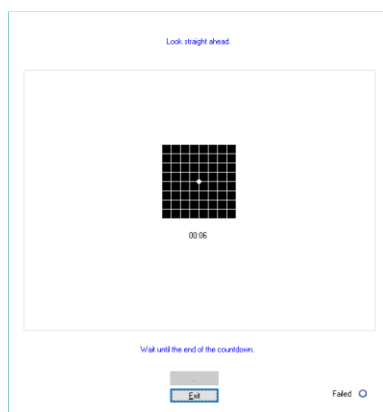 Look straight ahead.
00:06
Wait until the end of the countdown.
...
Exit
Failed